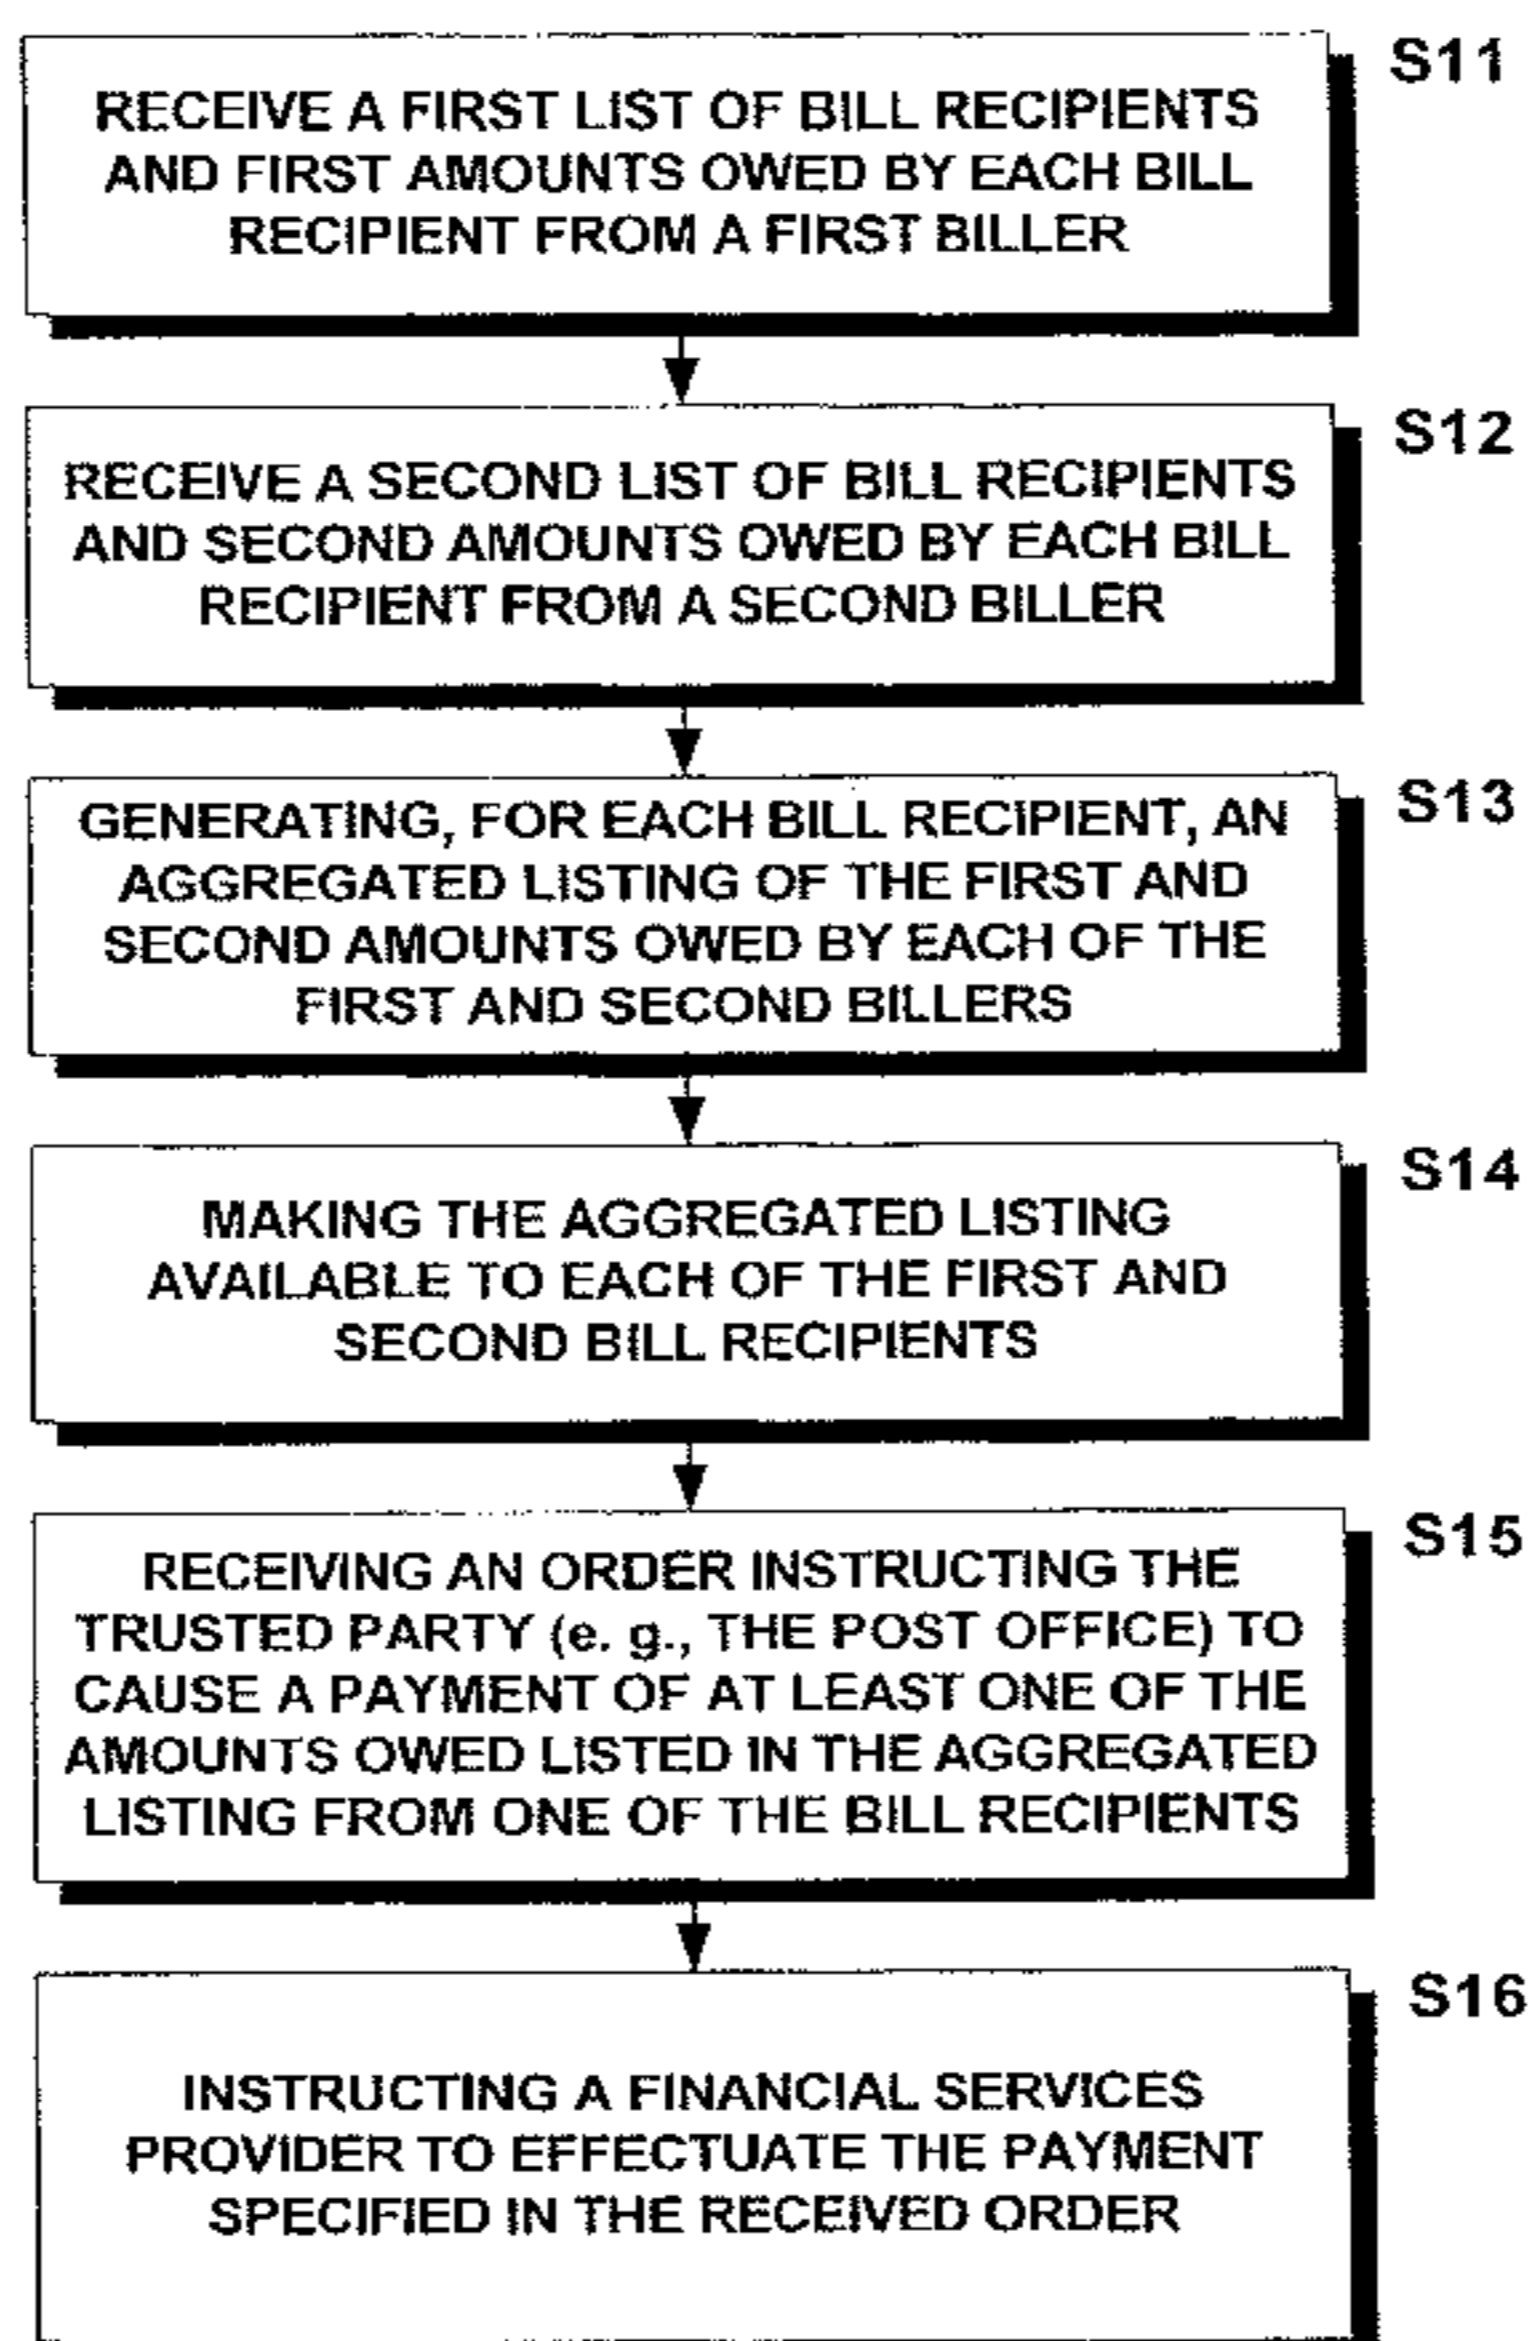 S11
RECEIVE A FIRST LIST OF BILL RECIPIENTS
AND FIRST AMOUNTS OWED BY EACH BILL
RECIPIENT FROM A FIRST BILLER
S12
RECEIVE A SECOND LIST OF BILL RECIPIENTS
AND SECOND AMOUNTS OWED BY EACH BILL
RECIPIENT FROM A SECOND BILLER
S13
GENERATING, FOR EACH BILL RECIPIENT, AN
AGGREGATED LISTING OF THE FIRST AND
SECOND AMOUNTS OWED BY EACH OF THE
FIRST AND SECOND BILLERS
S14
MAKING THE AGGREGATED LISTING
AVAILABLE TO EACH OF THE FIRST AND
SECOND BILL RECIPIENTS
S15
RECEIVING AN ORDER INSTRUCTING THE
TRUSTED PARTY (e. g., THE POST OFFICE) TO
CAUSE A PAYMENT OF AT LEAST ONE OF THE
AMOUNTS OWED LISTED IN THE AGGREGATED
LISTING FROM ONE OF THE BILL RECIPIENTS
S16
INSTRUCTING A FINANCIAL SERVICES
PROVIDER TO EFFECTUATE THE PAYMENT
SPECIFIED IN THE RECEIVED ORDER